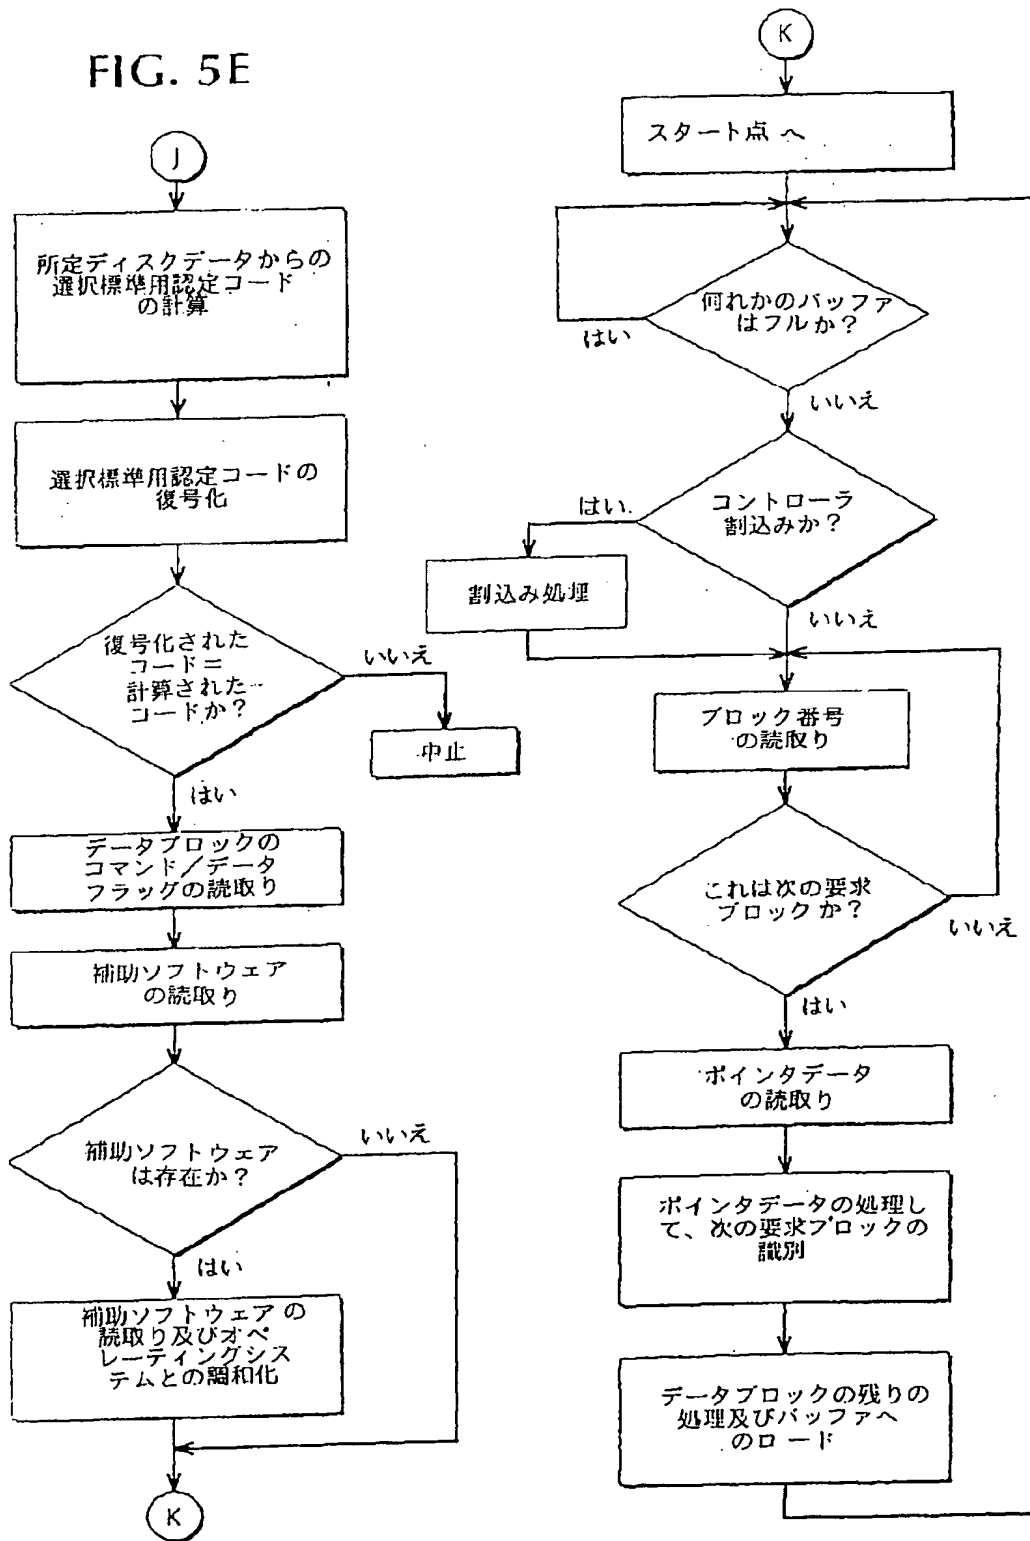 FIG. 5E
J
所定ディスクデータからの
選択標準用認定コード
の計算
選択標準用認定コードの
復号化
復号化された
コード＝
計算された
コードか？
いいえ
中止
はい
データブロックの
コマンド／データ
フラッグの読取り
補助ソフトウェア
の読取り
補助ソフトウェア
は存在か？
いいえ
はい
補助ソフトウェア の
読取り及びオペ
レーティングシス
テムとの調和化
K
K
スタート点 へ
何れかのバッファ
はフルか？
はい
いいえ
コントローラ
割込みか？
はい
割込み処理
いいえ
ブロック番号
の読取り
これは次の要求
ブロックか？
いいえ
はい
ポインタデータ
の読取り
ポインタデータの処理し
て、次の要求ブロックの
識別
データブロックの残りの
処理及びバッファへ
のロード